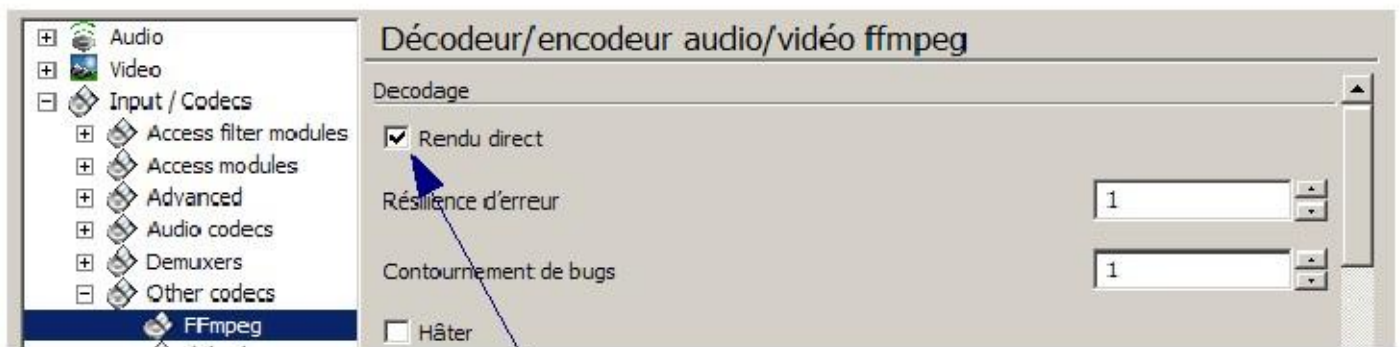 Audio
Video
Input / Codecs
Access filter modules
Access modules
Advanced
Audio codecs
Demuxers
Other codecs
FFmpeg
Décodeur/encodeur audio/vidéo ffmpeg
Decodage
Rendu direct
Résilience d'erreur 1
Contournement de bugs 1
Hâter